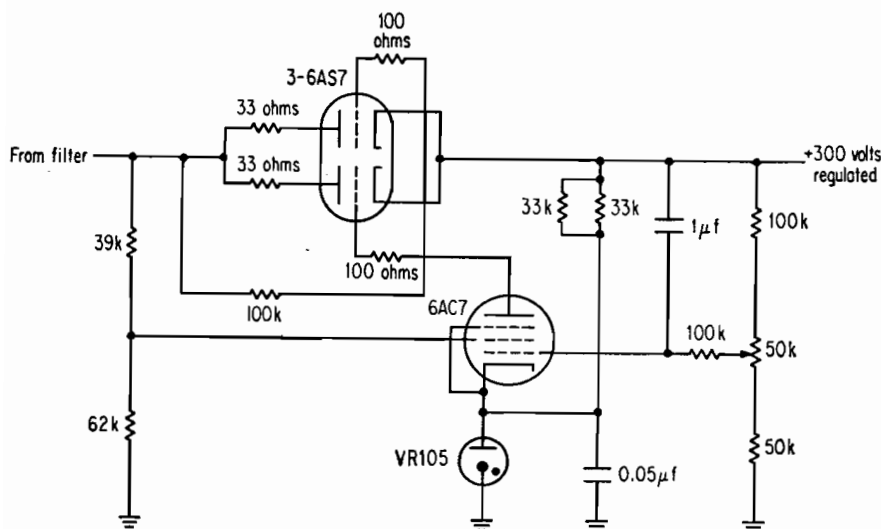 100
ohms
3-6AS7
33 ohms
From filter
33 ohms
+300 volts
regulated
33k
33k
1μf
100k
39k
100 ohms
100k
6AC7
100k
50k
62k
VR105
0.05μf
50k